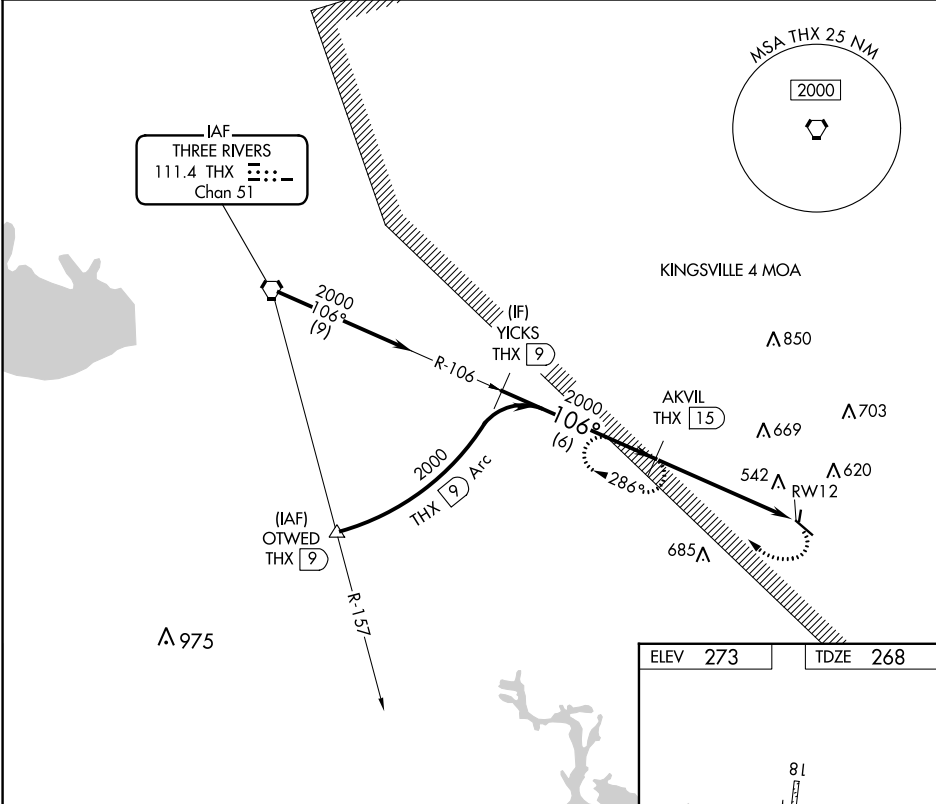 MSA THX 25 NM
2000
IAF
THREE RIVERS
111.4 THX
Chan 51
KINGSVILLE 4 MOA
2000
106°
(9)
(IF)
YICKS
THX 9
R-106
850
2000
106°
(6)
AKVIL
THX 15
703
669
2000
THX 9 Arc
286°
542
620
RW12
(IAF)
OTWED
THX 9
685
R-157
975
ELEV 273
TDZE 268
18